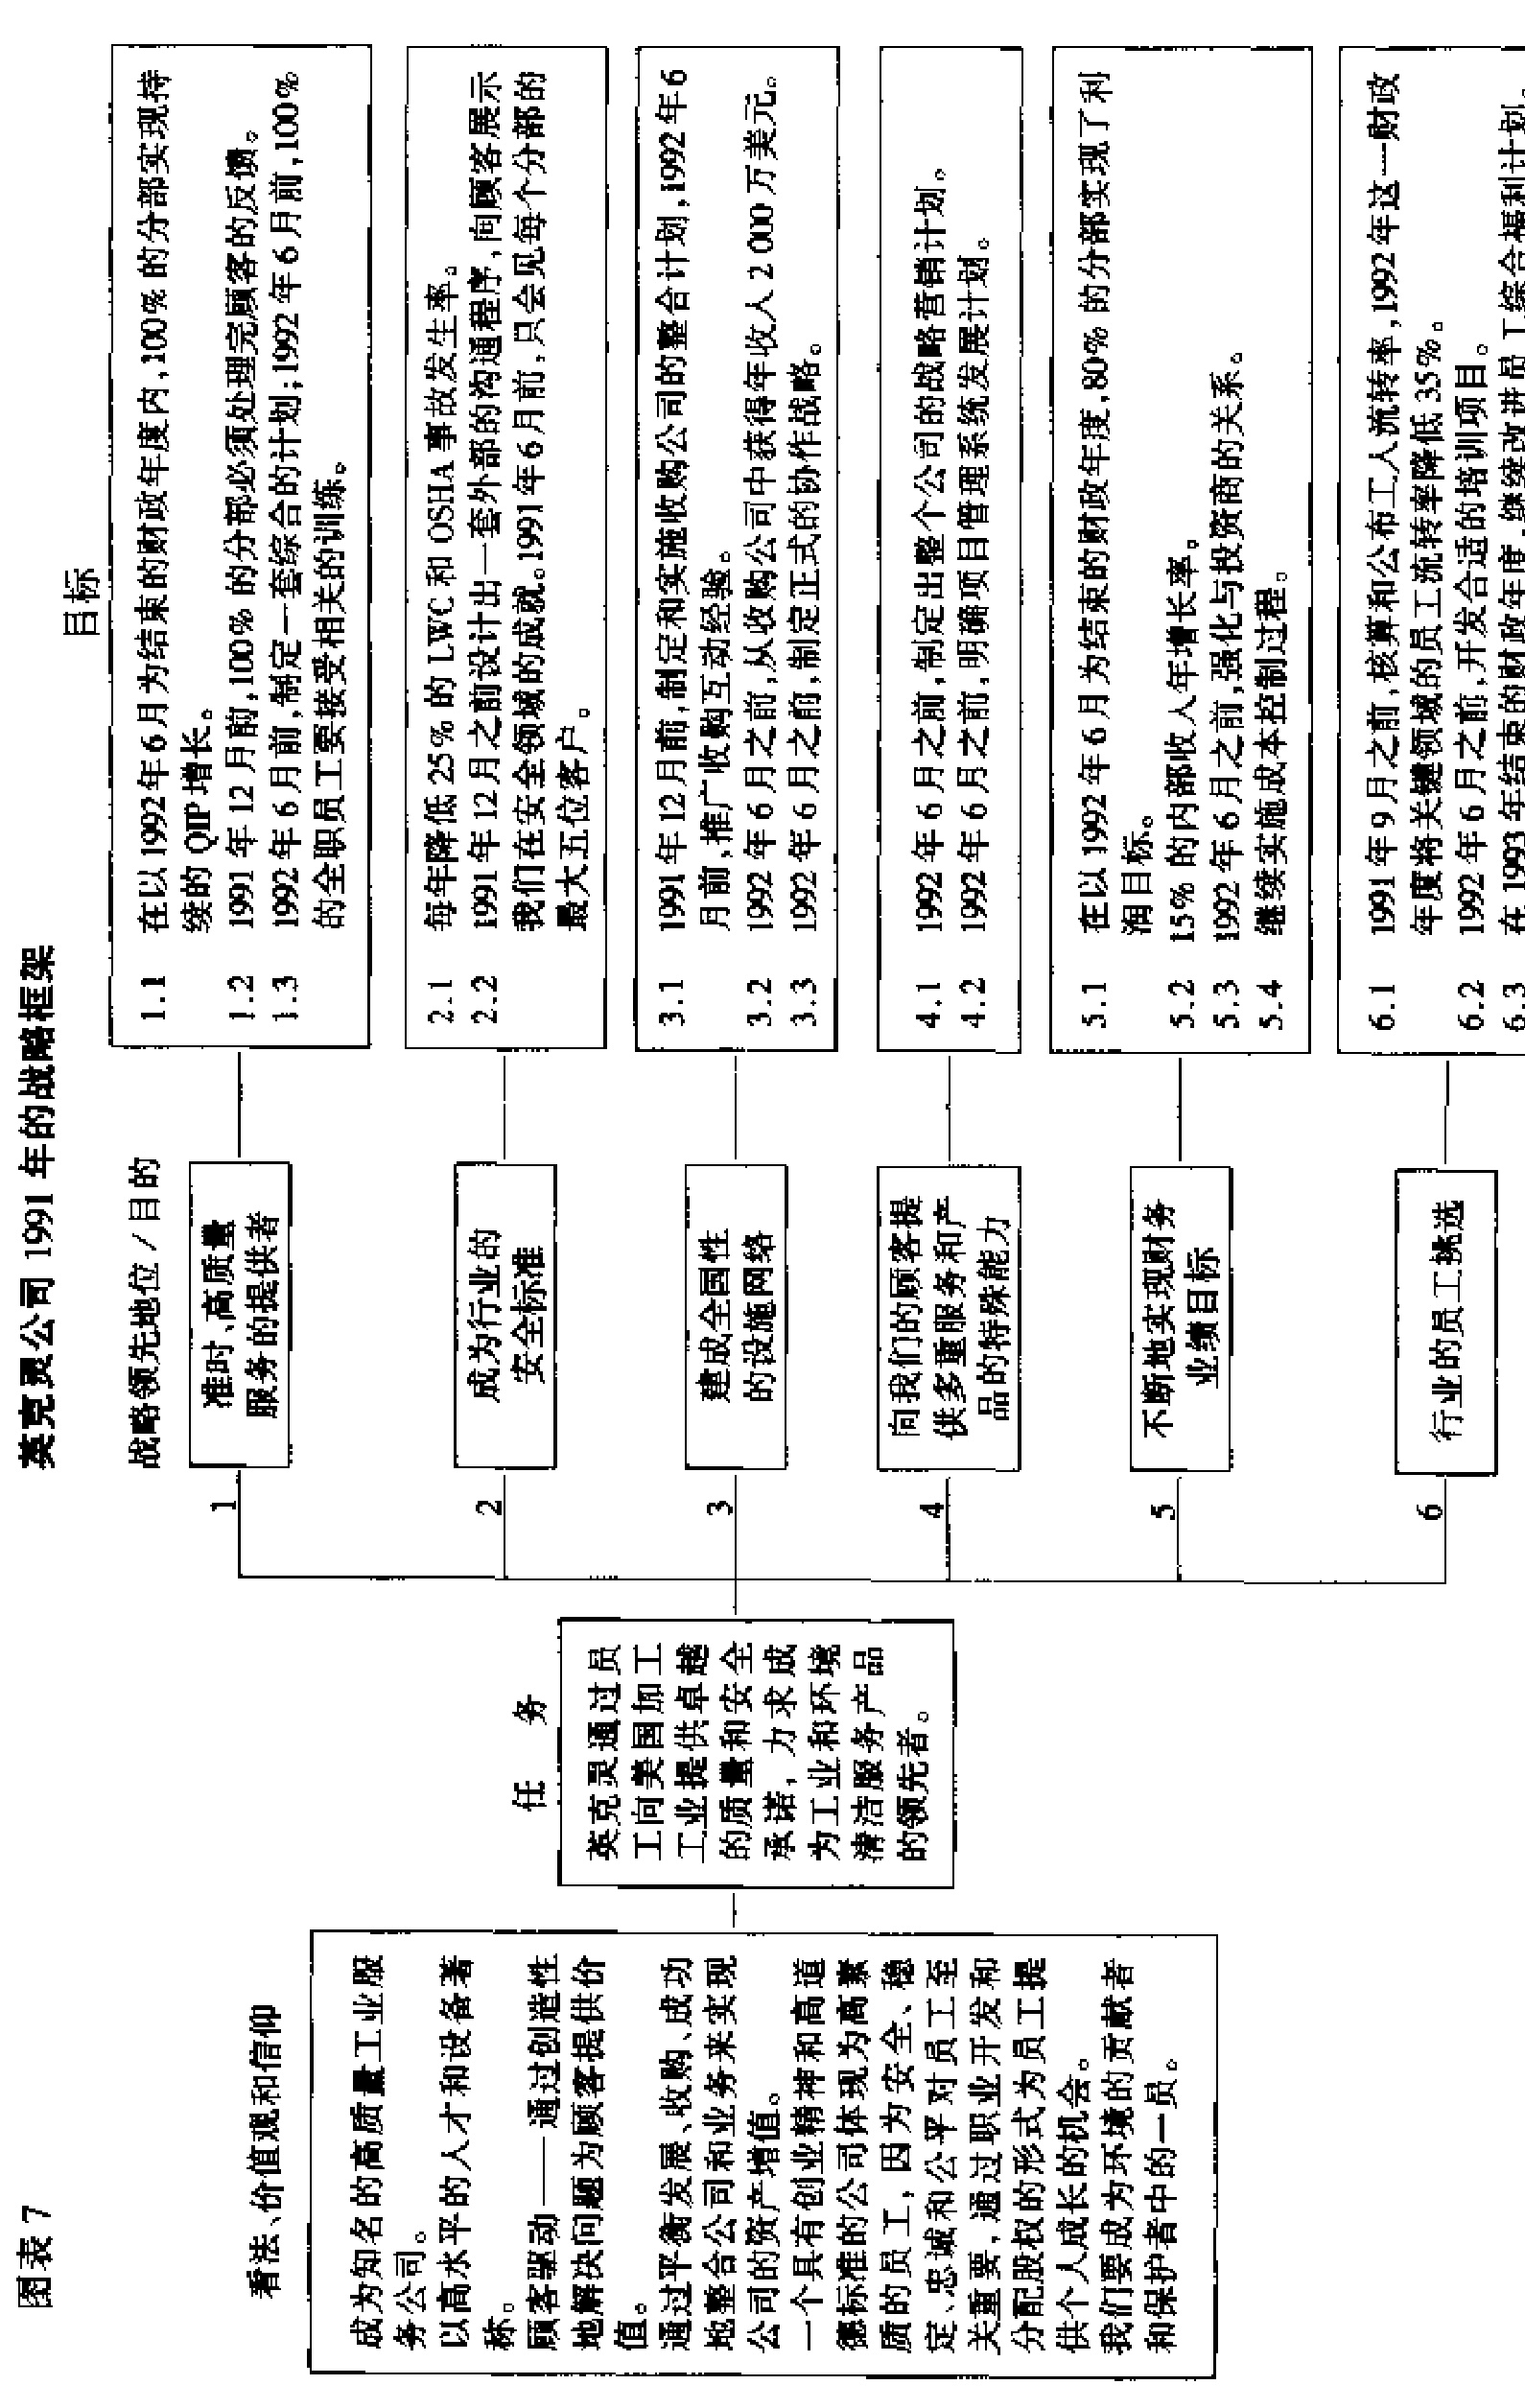 图表 7
英克灵公司 1991 年的战略框架
看法、价值观和信仰
成为知名的高质量工业服
务公司。
以高水平的人才和设备著
称。
顾客驱动——通过创造性
地解决问题为顾客提供价
值。
通过平衡发展、收购、成功
地整合公司和业务来实现
公司的资产增值。
一个具有创业精神和高道
德标准的公司体现为高素
质的员工，因为安全、稳
定、忠诚和公平对员工至
关重要，通过职业开发和
分配股权的形式为员工提
供个人成长的机会。
我们要成为环境的贡献者
和保护者中的一员。
任 务
英克灵通过员
工向美国加工
工业提供卓越
的质量和安全
承诺，力求成
为工业和环境
清洁服务产品
的领先者。
战略领先地位／目的
1
准时、高质量
服务的提供者
2
成为行业的
安全标准
3
建成全国性
的设施网络
4
向我们的顾客提
供多重服务和产
品的特殊能力
5
不断地实现财务
业绩目标
6
行业的员工挑选
目标
1.1 在以 1992 年 6 月为结束的财政年度内,100% 的分部实现持
续的 QIP 增长。
1.2 1991 年 12 月前,100% 的分部必须处理完顾客的反馈。
1.3 1992 年 6 月前,制定一套综合的计划;1992 年 6 月前,100%
的全职员工要接受相关的训练。
2.1 每年降低 25% 的 LWC 和 OSHA 事故发生率。
2.2 1991 年 12 月之前设计出一套外部的沟通程序,向顾客展示
我们在安全领域的成就。1991 年 6 月前,只会见每个分部的
最大五位客户。
3.1 1991 年 12 月前,制定和实施收购公司的整合计划,1992 年 6
月前,推广收购互动经验。
3.2 1992 年 6 月之前,从收购公司中获得年收入 2 000 万美元。
3.3 1992 年 6 月之前,制定正式的协作战略。
4.1 1992 年 6 月之前,制定出整个公司的战略营销计划。
4.2 1992 年 6 月之前,明确项目管理系统发展计划。
5.1 在以 1992 年 6 月为结束的财政年度,80% 的分部实现了利
润目标。
5.2 15% 的内部收入年增长率。
5.3 1992 年 6 月之前,强化与投资商的关系。
5.4 继续实施成本控制过程。
6.1 1991 年 9 月之前,核算和公布工人流转率,1992 年这一财政
年度将关键领域的员工流转率降低 35%。
6.2 1992 年 6 月之前,开发合适的培训项目。
6.3 在 1993 年结束的财政年度,继续改进员工综合福利计划。